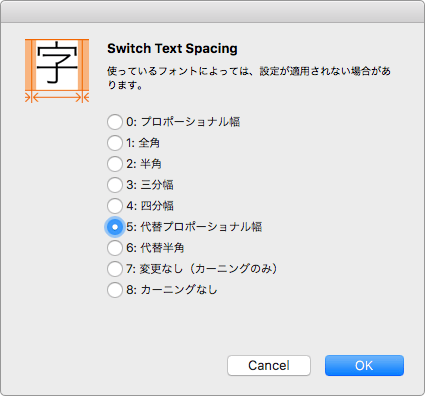 字
Switch Text Spacing
使っているフォントによっては、設定が適用されない場合があ
ります。
0: プロポーショナル幅
1: 全角
2: 半角
3: 三分幅
4: 四分幅
5: 代替プロポーショナル幅
6: 代替半角
7: 変更なし（カーニングのみ）
8: カーニングなし
Cancel
OK